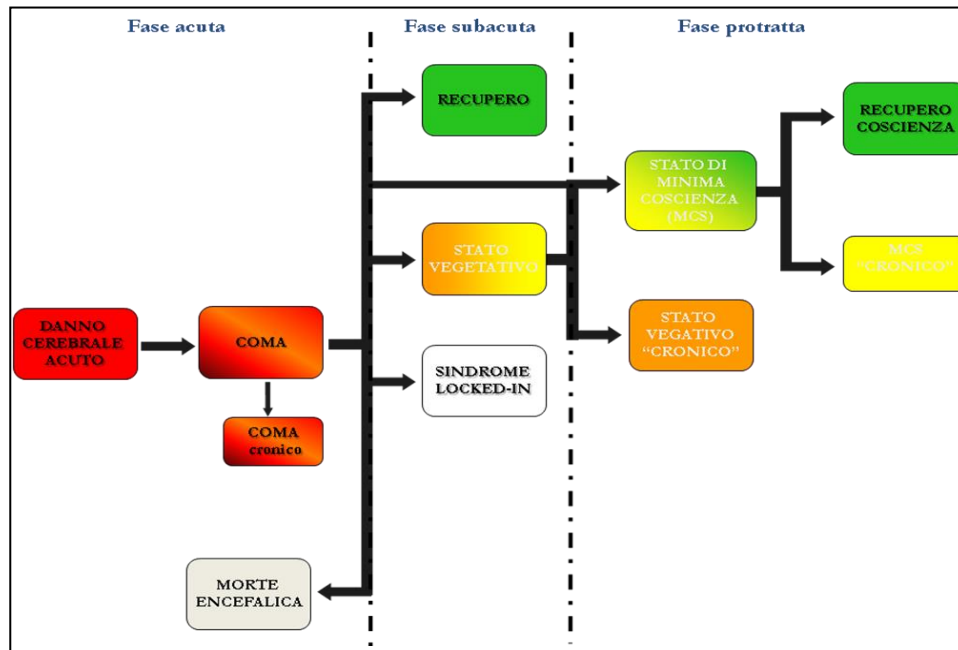 Fase acuta
Fase subacuta
Fase protratta
RECUPERO
RECUPERO
COSCIENZA
STATO DI
MINIMA
COSCIENZA
(MCS)
STATO
VEGETATIVO
MCS
“CRONICO”
DANNO
CEREBRALE
ACUTO
COMA
STATO
VEGATIVO
“CRONICO”
SINDROME
LOCKED-IN
COMA
cronico
MORTE
ENCEFALICA